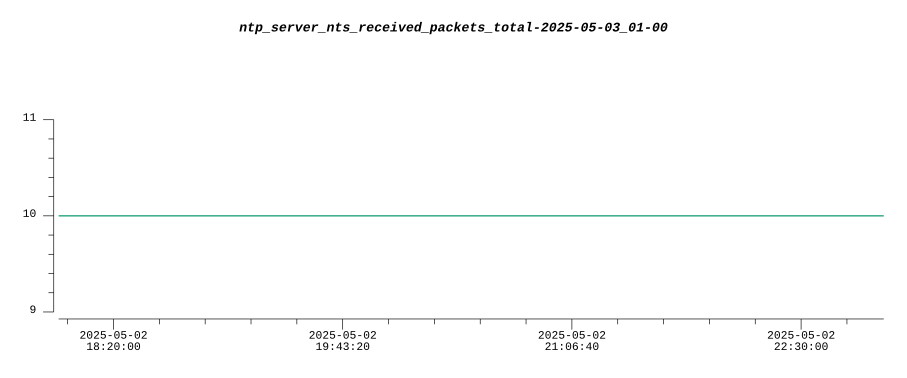 ntp_server_nts_received_packets_total-2025-05-03_01-00
11
10
9
2025-05-02 2025-05-02 2025-05-02 2025-05-02
18:20:00 19:43:20 21:06:40 22:30:00